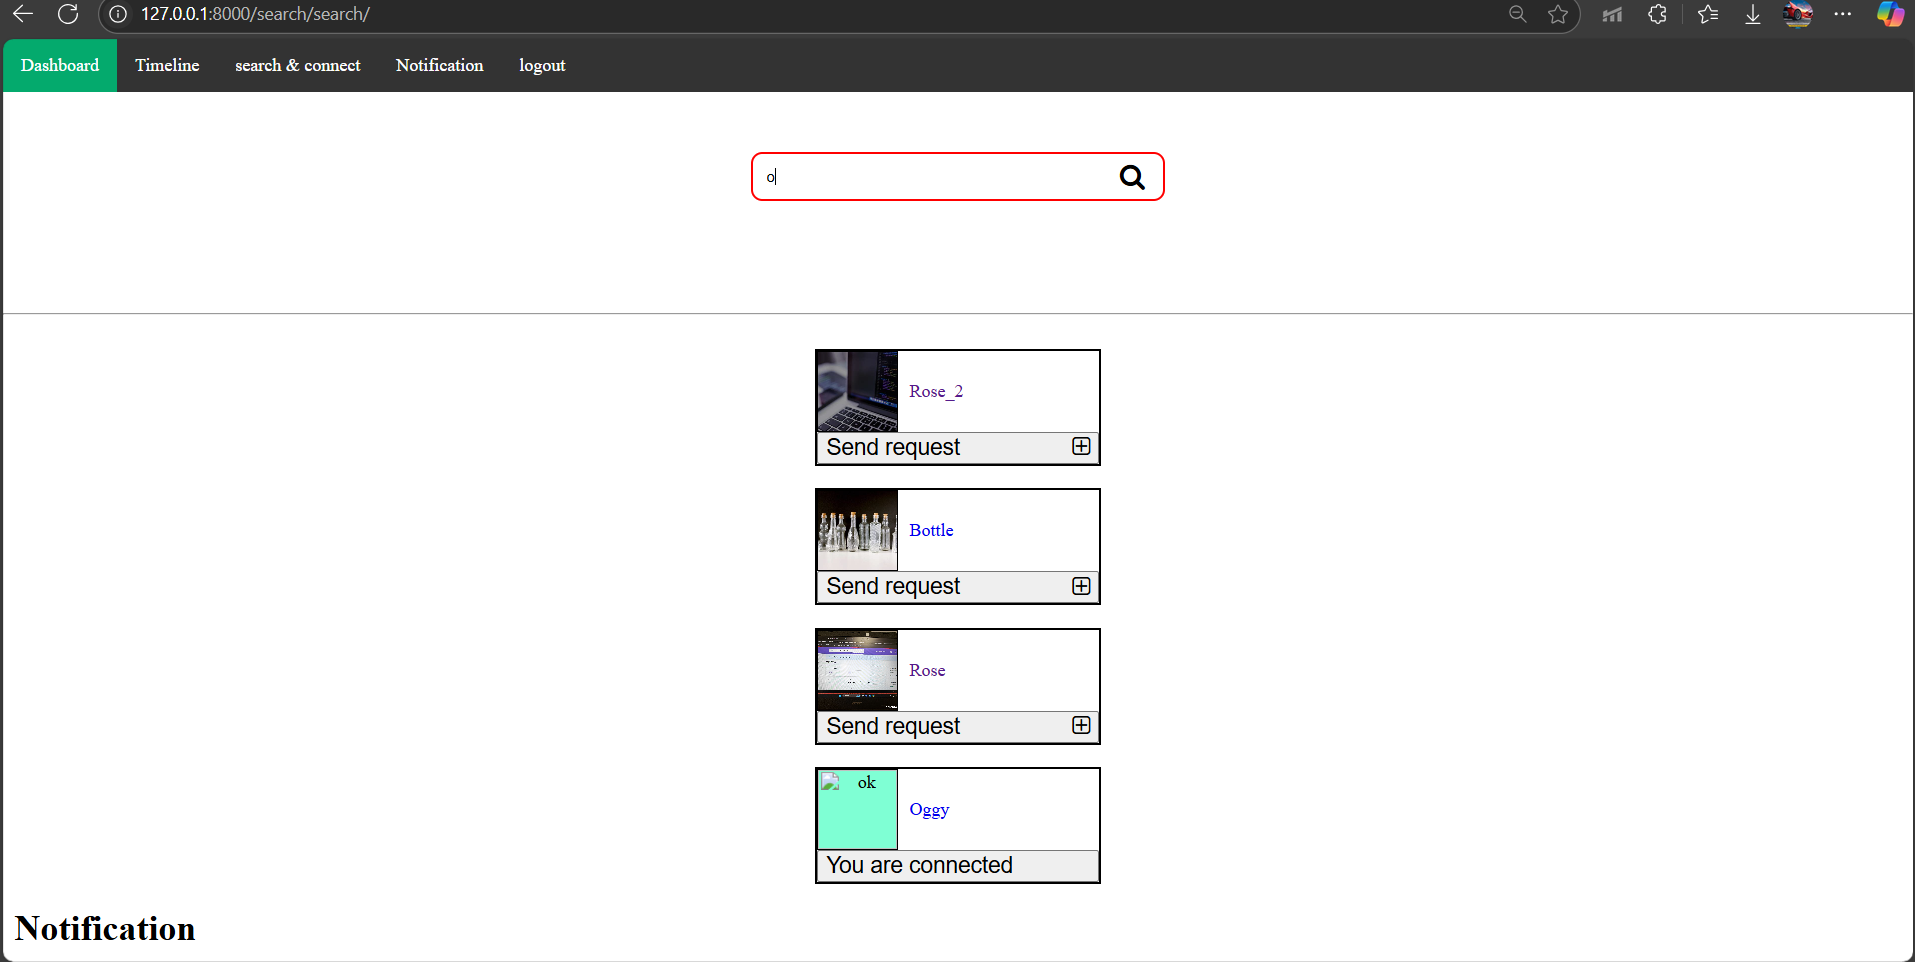 127.0.0.1:8000/search/search/
Dashboard Timeline search & connect Notification logout
o
Rose_2
Send request
Bottle
Send request
Rose
Send request
ok
Oggy
You are connected
Notification